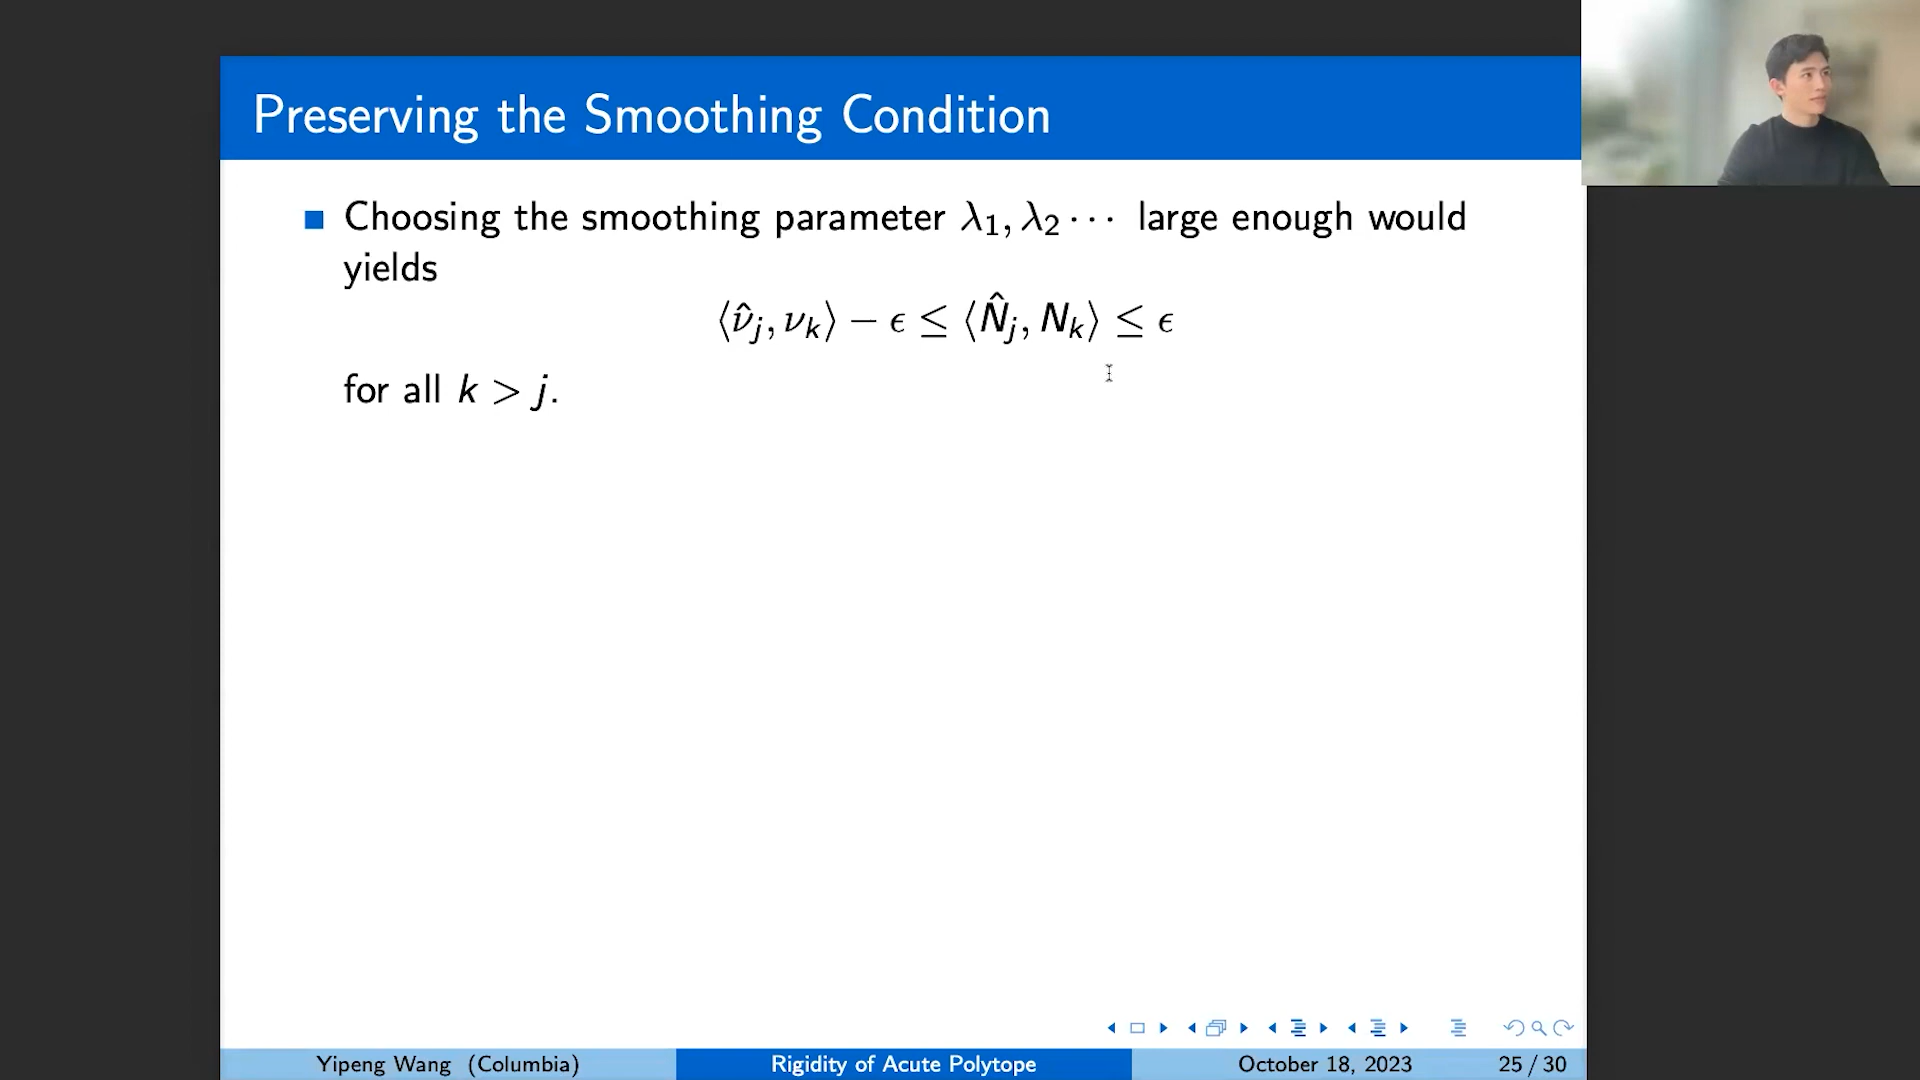 Preserving the Smoothing Condition
Choosing the smoothing parameter λ₁, λ₂ ⋯ large enough would
yields
⟨ν̂ⱼ, νₖ⟩ − ϵ ≤ ⟨N̂ⱼ, Nₖ⟩ ≤ ϵ
for all k > j.
Yipeng Wang (Columbia) Rigidity of Acute Polytope October 18, 2023 25 / 30